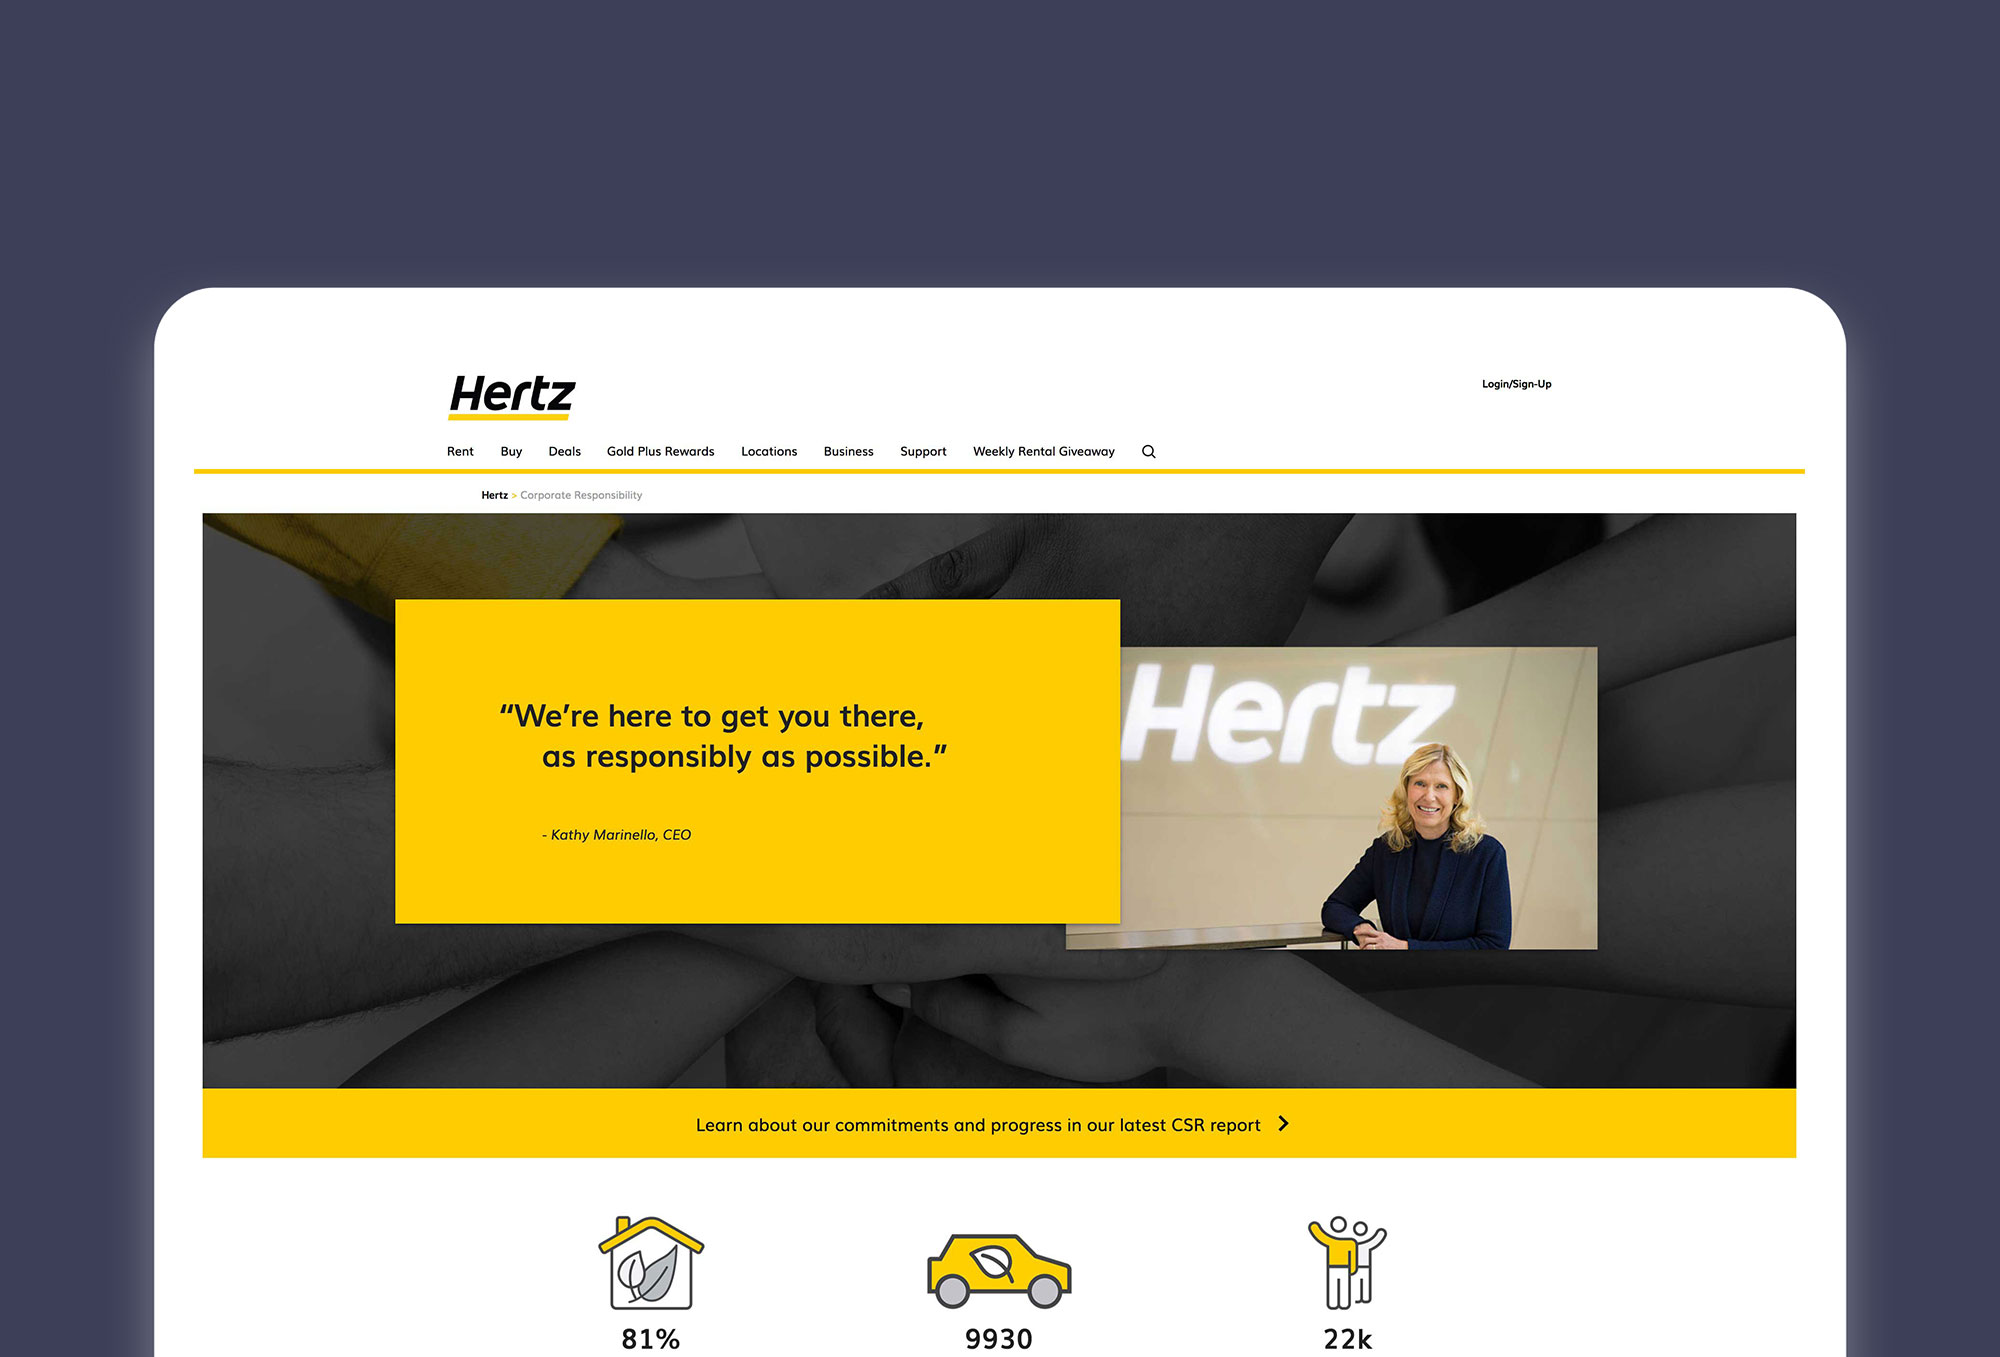 Hertz
Login/Sign-Up
Rent Buy Deals Gold Plus Rewards Locations Business Support Weekly Rental Giveaway
Hertz > Corporate Responsibility
“We’re here to get you there,
as responsibly as possible.”
- Kathy Marinello, CEO
Hertz
Learn about our commitments and progress in our latest CSR report
81% 9930 22k